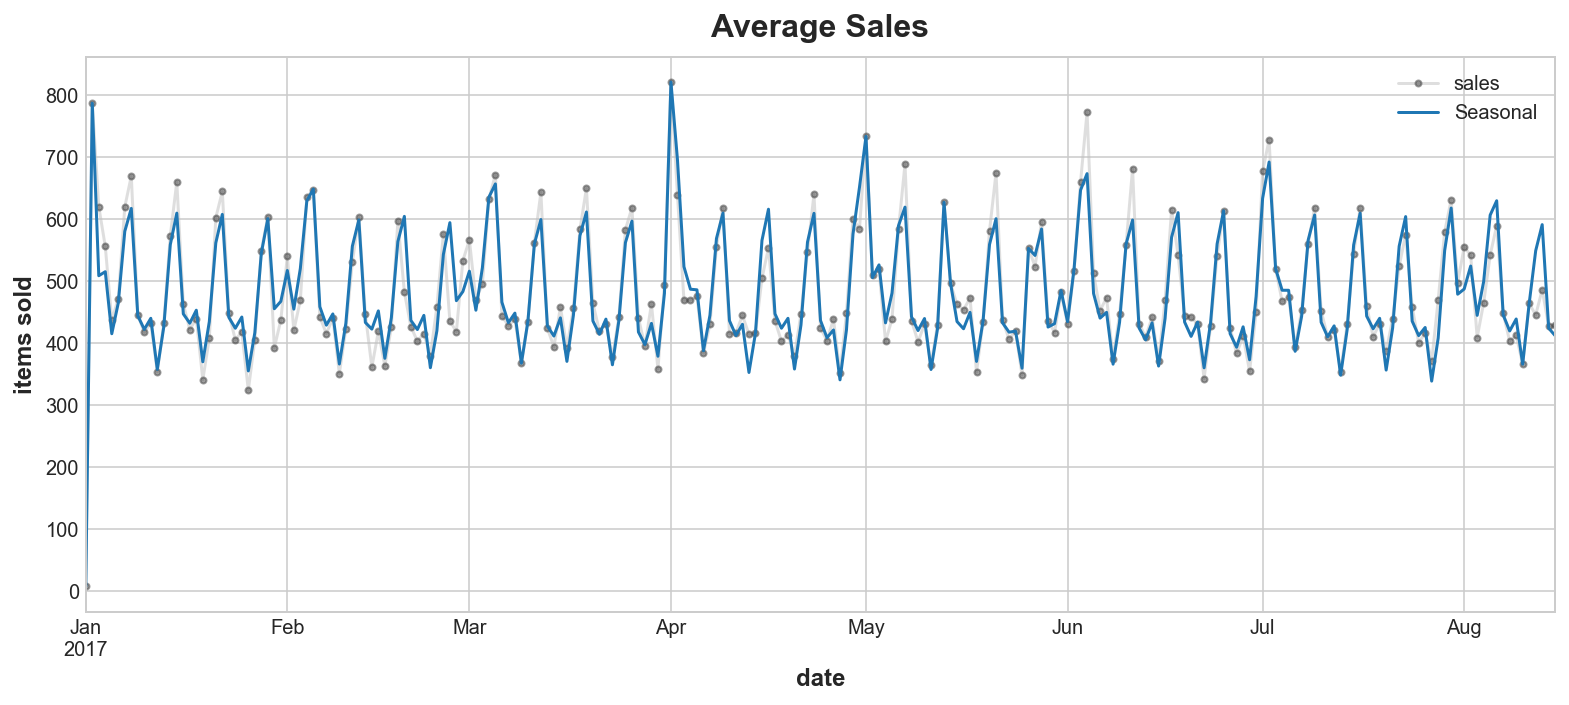 Average Sales
sales
Seasonal
800
700
600
500
400
300
200
100
0
items sold
Jan
2017
Feb
Mar
Apr
May
Jun
Jul
Aug
date